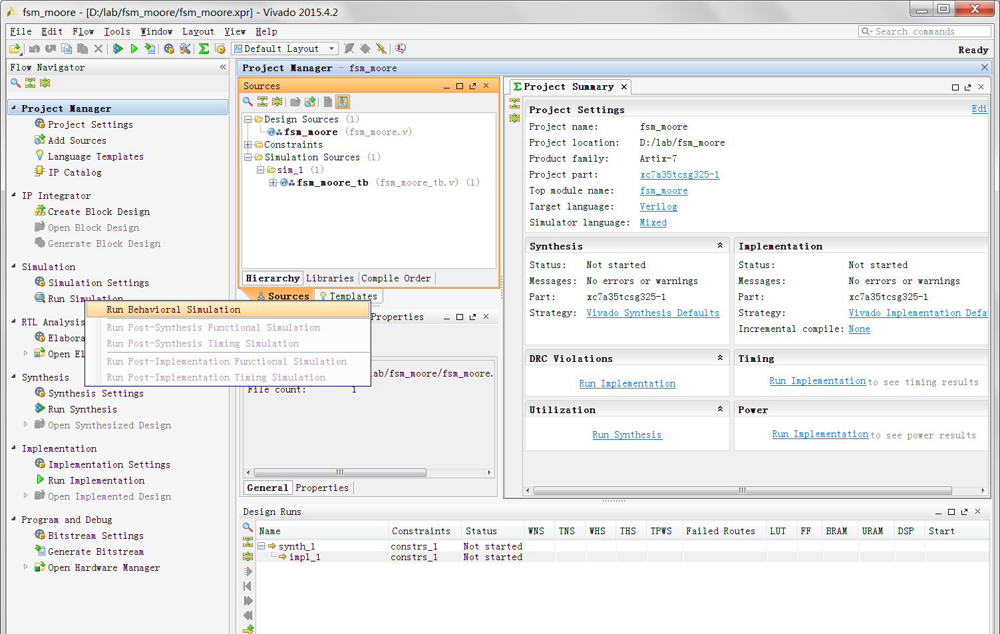 fsm_moore - [D:/lab/fsm_moore/fsm_moore.xpr] - Vivado 2015.4.2
File Edit Flow Tools Window Layout View Help
Search commands
Default Layout
Ready
Flow Navigator
Project Manager
Project Settings
Add Sources
Language Templates
IP Catalog
IP Integrator
Create Block Design
Open Block Design
Generate Block Design
Simulation
Simulation Settings
Run Simulation
RTL Analysis
Elabora
Open El
Synthesis
Synthesis Settings
Run Synthesis
Open Synthesized Design
Implementation
Implementation Settings
Run Implementation
Open Implemented Design
Program and Debug
Bitstream Settings
Generate Bitstream
Open Hardware Manager
Run Behavioral Simulation
Run Post-Synthesis Functional Simulation
Run Post-Synthesis Timing Simulation
Run Post-Implementation Functional Simulation
Run Post-Implementation Timing Simulation
Project Manager - fsm_moore
Sources
Design Sources (1)
fsm_moore (fsm_moore.v)
Constraints
Simulation Sources (1)
sim_1 (1)
fsm_moore_tb (fsm_moore_tb.v) (1)
Hierarchy Libraries Compile Order
Sources Templates
Properties
ab/fsm_moore/fsm_moore.
File count: 1
General Properties
Project Summary
Project Settings Edi
Project name: fsm_moore
Project location: D:/lab/fsm_moore
Product family: Artix-7
Project part: xc7a35tcsg325-1
Top module name: fsm_moore
Target language: Verilog
Simulator language: Mixed
Synthesis
Status: Not started
Messages: No errors or warnings
Part: xc7a35tcsg325-1
Strategy: Vivado Synthesis Defaults
Implementation
Status: Not started
Messages: No errors or warnings
Part: xc7a35tcsg325-1
Strategy: Vivado Implementation Defa
Incremental compile: None
DRC Violations
Run Implementation
Timing
Run Implementation to see timing results
Utilization
Run Synthesis
Power
Run Implementation to see power results
Design Runs
Name Constraints Status WNS TNS WHS THS TPWS Failed Routes LUT FF BRAM URAM DSP Start
synth_1 constrs_1 Not started
impl_1 constrs_1 Not started